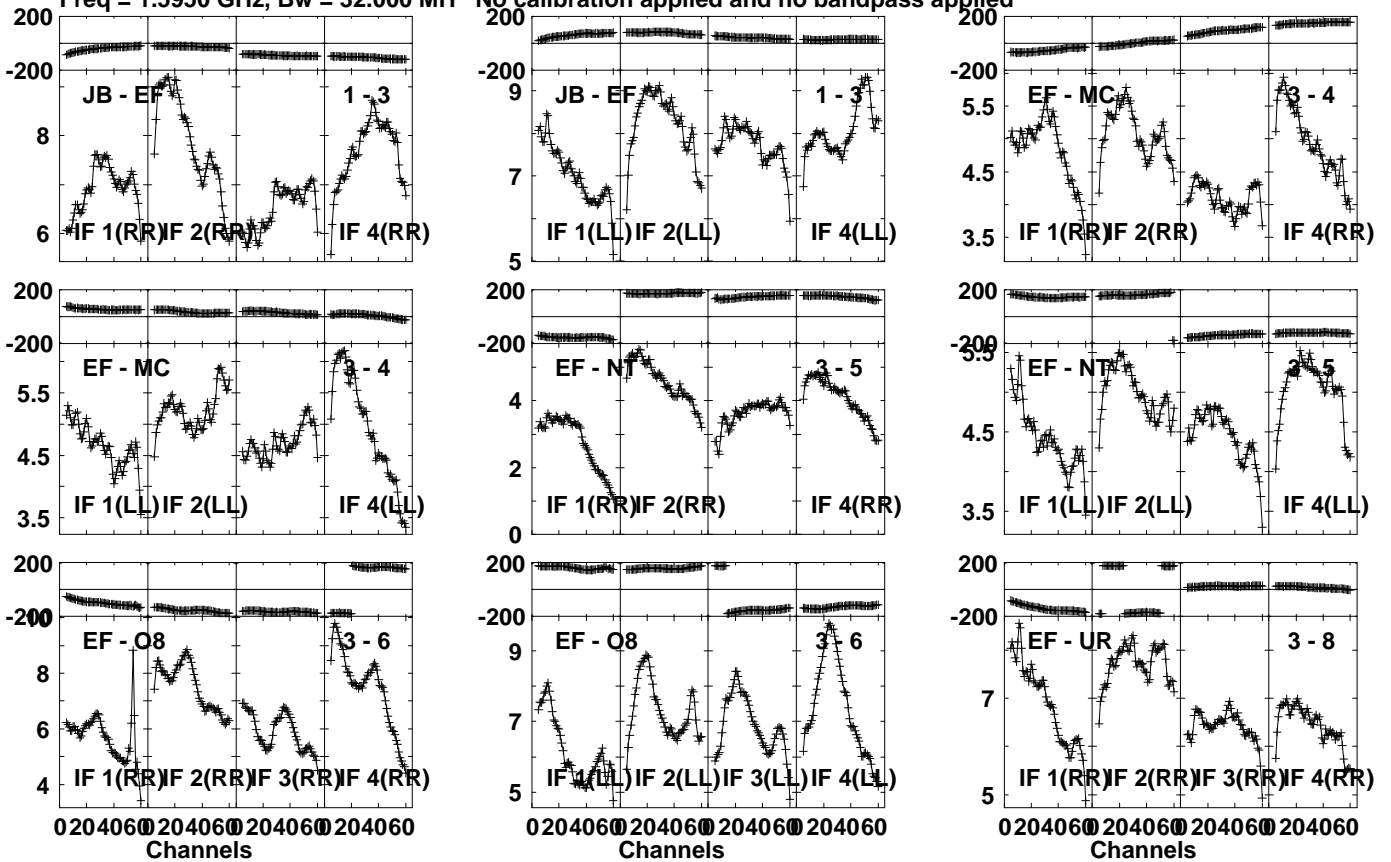 Freq = 1.5950 GHz, Bw = 32.000 MH No calibration applied and no bandpass applied
200
-200
JB - EF 1 - 3
8
6
IF 1(RR) IF 2(RR) IF 4(RR)
JB - EF 1 - 3
9
7
5
IF 1(LL) IF 2(LL) IF 4(LL)
200
-200
EF - MC 3 - 4
5.5
4.5
3.5
IF 1(RR) IF 2(RR) IF 4(RR)
200
-200
EF - MC 3 - 4
5.5
4.5
3.5
IF 1(LL) IF 2(LL) IF 4(LL)
200
-200
EF - NT 3 - 5
4
2
0
IF 1(RR) IF 2(RR) IF 4(RR)
200
-200
5.5
EF - NT 3 - 5
4.5
3.5
IF 1(LL) IF 2(LL) IF 4(LL)
200
-200
10
EF - O8 3 - 6
8
6
4
IF 1(RR) IF 2(RR) IF 3(RR) IF 4(RR)
0 20 40 60 0 20 40 60 0 20 40 60 0 20 40 60
Channels
200
-200
EF - O8 3 - 6
9
7
5
IF 1(LL) IF 2(LL) IF 3(LL) IF 4(LL)
0 20 40 60 0 20 40 60 0 20 40 60 0 20 40 60
Channels
200
-200
EF - UR 3 - 8
7
5
IF 1(RR) IF 2(RR) IF 3(RR) IF 4(RR)
0 20 40 60 0 20 40 60 0 20 40 60 0 20 40 60
Channels